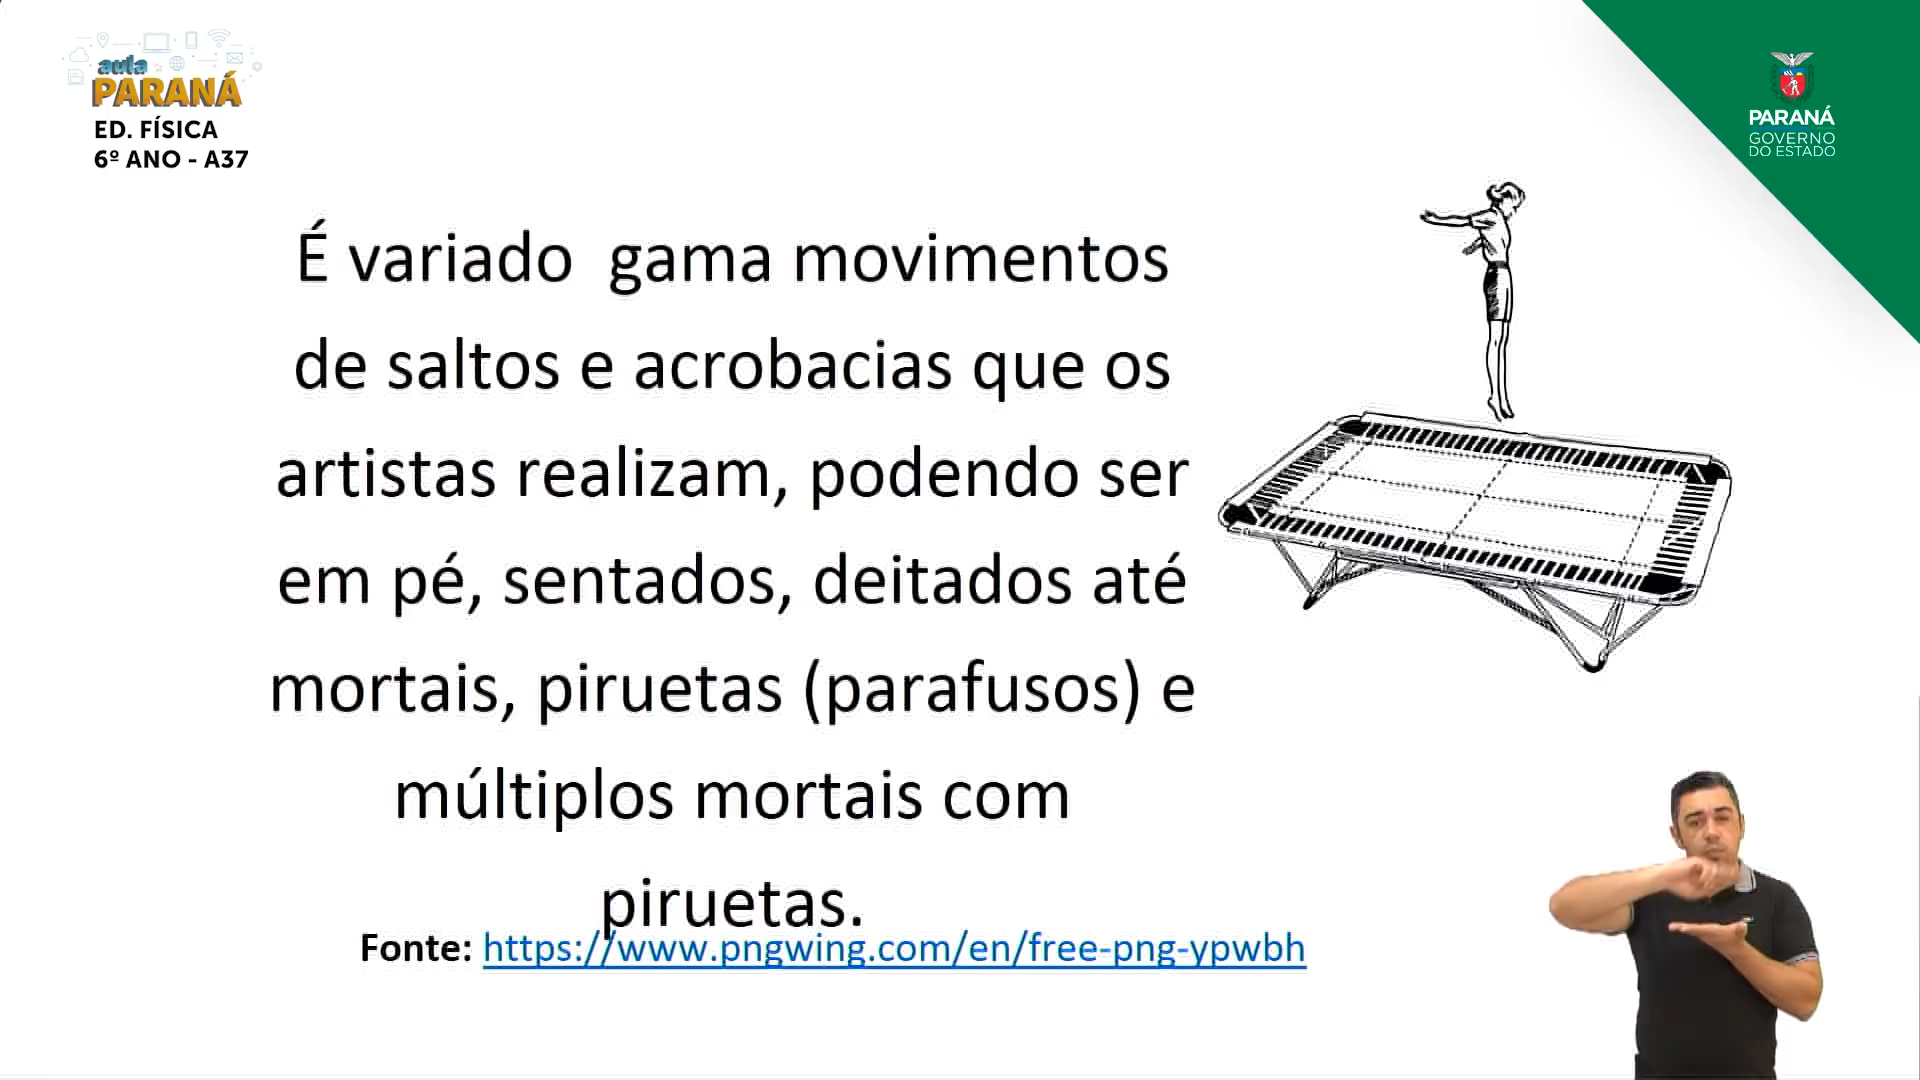 aula
PARANÁ
ED. FÍSICA
6º ANO - A37
PARANÁ
GOVERNO
DO ESTADO
É variado  gama movimentos
de saltos e acrobacias que os
artistas realizam, podendo ser
em pé, sentados, deitados até
mortais, piruetas (parafusos) e
múltiplos mortais com
piruetas.
Fonte: https://www.pngwing.com/en/free-png-ypwbh